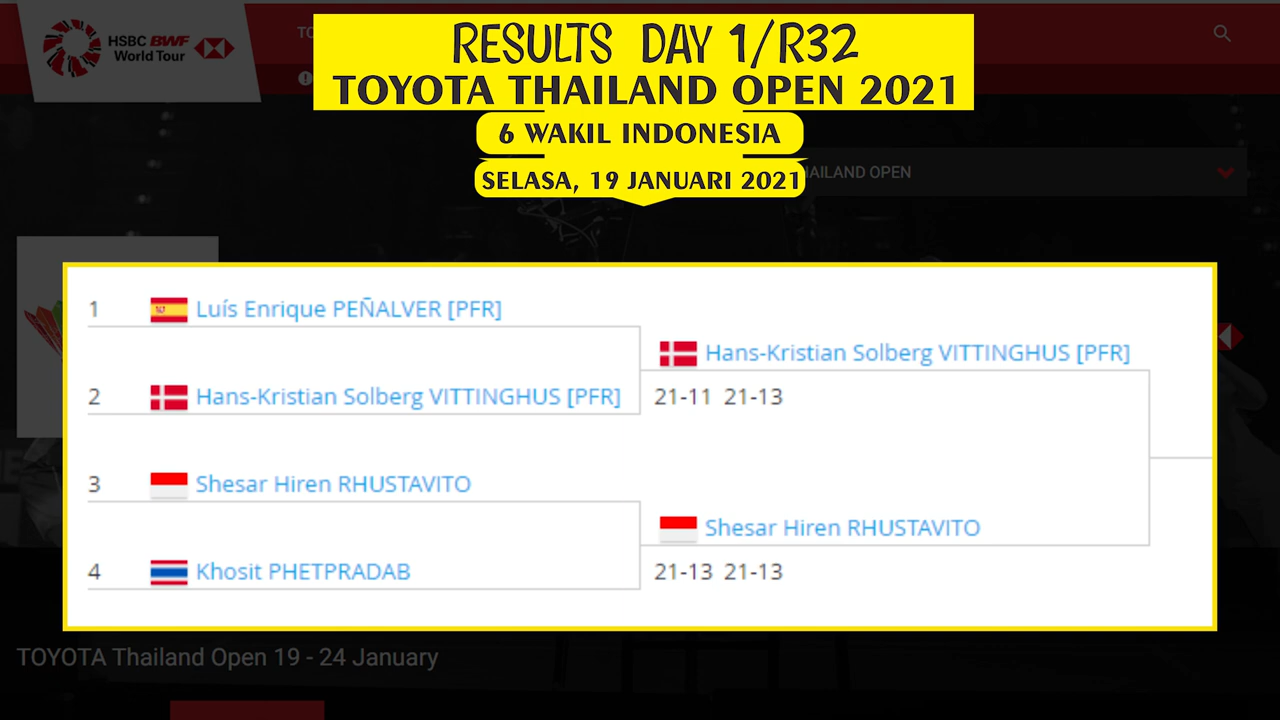 HSBC BWF
World Tour
TO
RESULTS DAY 1/R32
TOYOTA THAILAND OPEN 2021
6 WAKIL INDONESIA
SELASA, 19 JANUARI 2021
AILAND OPEN
1 Luís Enrique PEÑALVER [PFR]
Hans-Kristian Solberg VITTINGHUS [PFR]
2 Hans-Kristian Solberg VITTINGHUS [PFR] 21-11 21-13
3 Shesar Hiren RHUSTAVITO
Shesar Hiren RHUSTAVITO
4 Khosit PHETPRADAB 21-13 21-13
TOYOTA Thailand Open 19 - 24 January